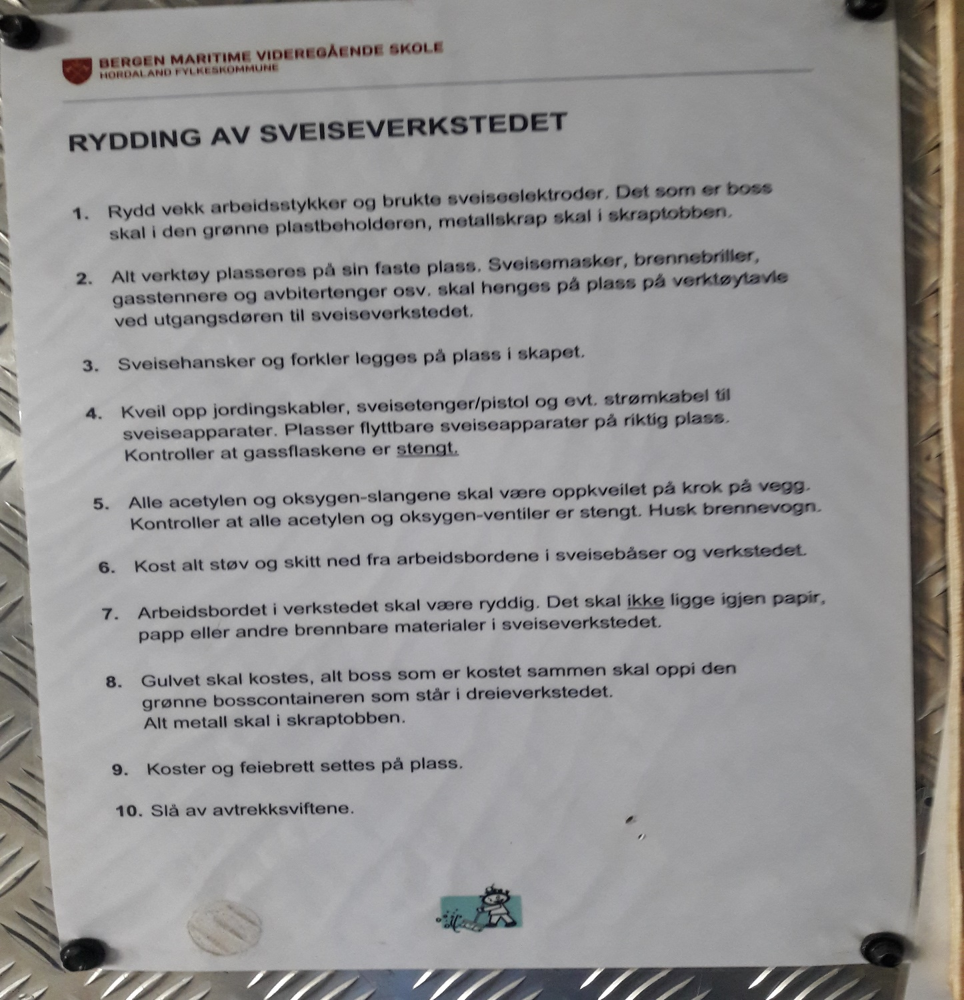 BERGEN MARITIME VIDEREGÅENDE SKOLE
HORDALAND FYLKESKOMMUNE
RYDDING AV SVEISEVERKSTEDET
1. Rydd vekk arbeidsstykker og brukte sveiseelektroder. Det som er boss
skal i den grønne plastbeholderen, metallskrap skal i skraptobben.
2. Alt verktøy plasseres på sin faste plass. Sveisemasker, brennebriller,
gasstennere og avbitertenger osv. skal henges på plass på verktøytavle
ved utgangsdøren til sveiseverkstedet.
3. Sveisehansker og forkler legges på plass i skapet.
4. Kveil opp jordingskabler, sveisetenger/pistol og evt. strømkabel til
sveiseapparater. Plasser flyttbare sveiseapparater på riktig plass.
Kontroller at gassflaskene er stengt.
5. Alle acetylen og oksygen-slangene skal være oppkveilet på krok på vegg.
Kontroller at alle acetylen og oksygen-ventiler er stengt. Husk brennevogn.
6. Kost alt støv og skitt ned fra arbeidsbordene i sveisebåser og verkstedet.
7. Arbeidsbordet i verkstedet skal være ryddig. Det skal ikke ligge igjen papir,
papp eller andre brennbare materialer i sveiseverkstedet.
8. Gulvet skal kostes, alt boss som er kostet sammen skal oppi den
grønne bosscontaineren som står i dreieverkstedet.
Alt metall skal i skraptobben.
9. Koster og feiebrett settes på plass.
10. Slå av avtrekksviftene.